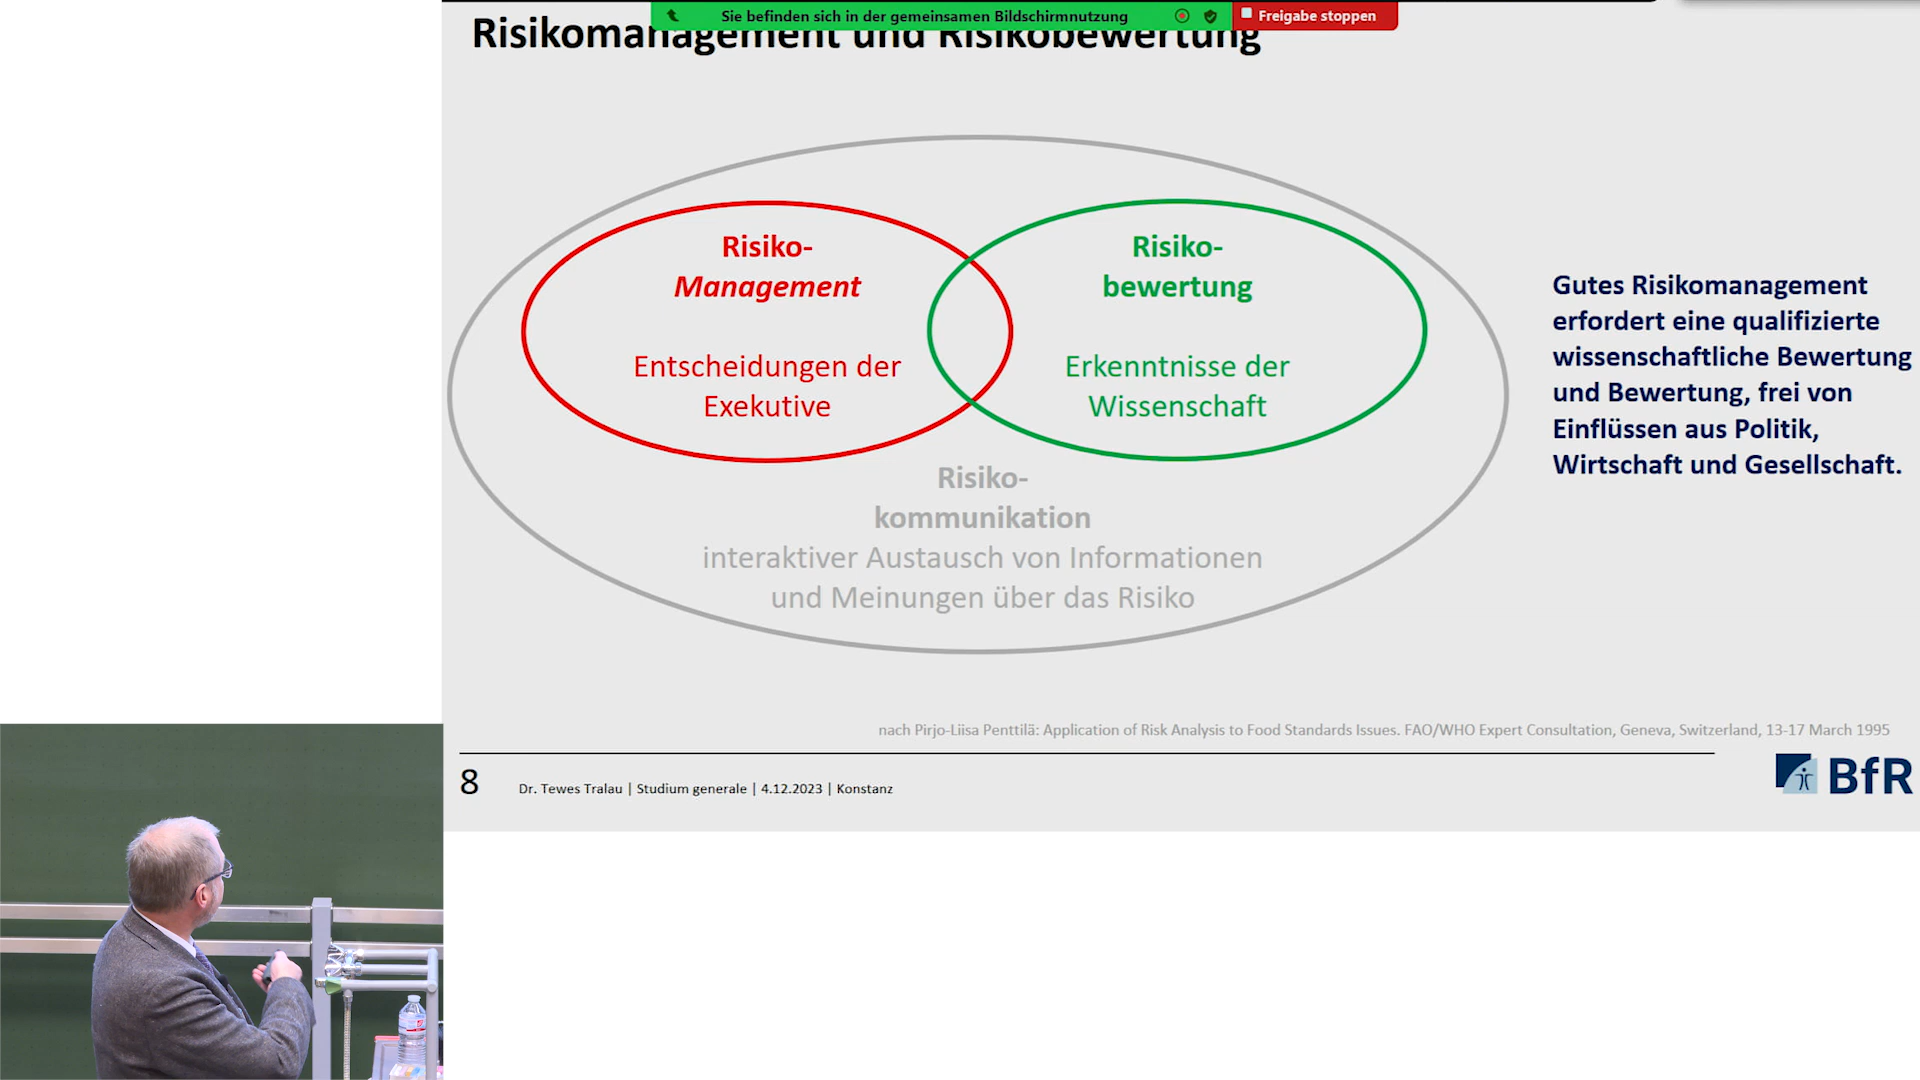 Sie befinden sich in der gemeinsamen Bildschirmnutzung
Freigabe stoppen
Risikomanagement und Risikobewertung
Risiko-
Management
Entscheidungen der
Exekutive
Risiko-
bewertung
Erkenntnisse der
Wissenschaft
Risiko-
kommunikation
interaktiver Austausch von Informationen
und Meinungen über das Risiko
Gutes Risikomanagement
erfordert eine qualifizierte
wissenschaftliche Bewertung
und Bewertung, frei von
Einflüssen aus Politik,
Wirtschaft und Gesellschaft.
nach Pirjo-Liisa Penttilä: Application of Risk Analysis to Food Standards Issues. FAO/WHO Expert Consultation, Geneva, Switzerland, 13-17 March 1995
8
Dr. Tewes Tralau | Studium generale | 4.12.2023 | Konstanz
BfR